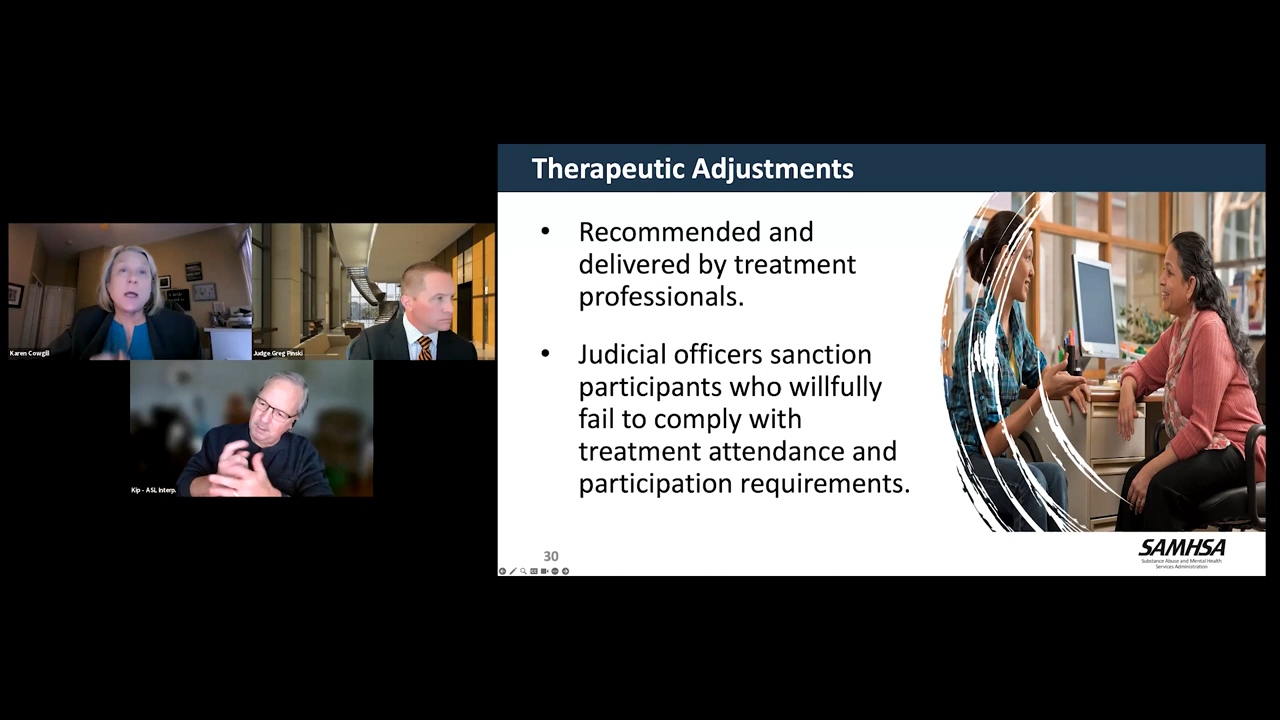 Therapeutic Adjustments
• Recommended and
delivered by treatment
professionals.
• Judicial officers sanction
participants who willfully
fail to comply with
treatment attendance and
participation requirements.
30
SAMHSA
Substance Abuse and Mental Health
Services Administration
Karen Cowgill
Judge Greg Pinski
Kip - ASL Interp.